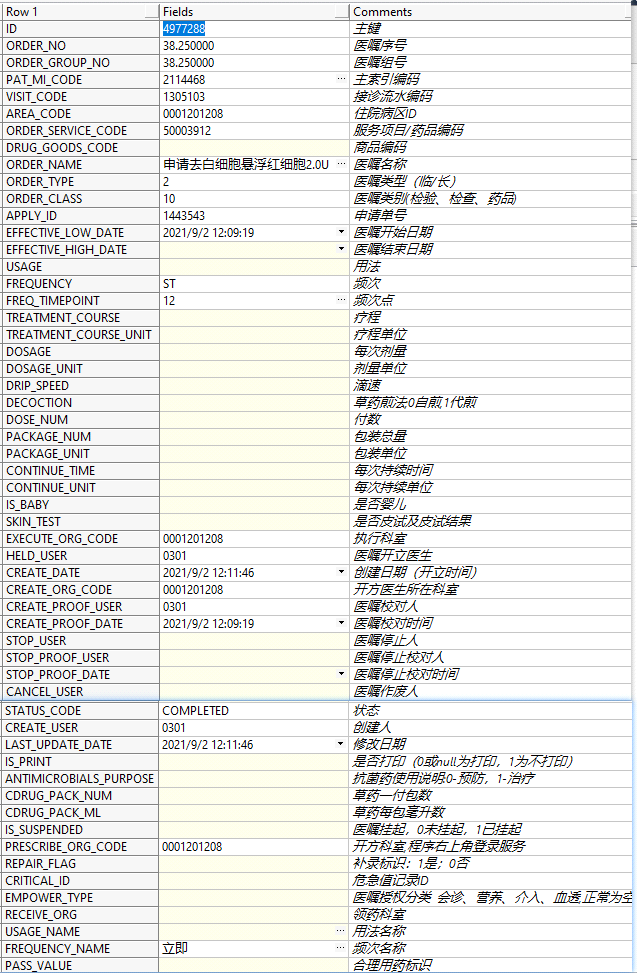 Row 1 Fields Comments
ID 4977288 主键
ORDER_NO 38.250000 医嘱序号
ORDER_GROUP_NO 38.250000 医嘱组号
PAT_MI_CODE 2114468 ··· 主索引编码
VISIT_CODE 1305103 接诊流水编码
AREA_CODE 0001201208 住院病区ID
ORDER_SERVICE_CODE 50003912 服务项目/药品编码
DRUG_GOODS_CODE 商品编码
ORDER_NAME 申请去白细胞悬浮红细胞2.0U ··· 医嘱名称
ORDER_TYPE 2 医嘱类型（临/长）
ORDER_CLASS 10 医嘱类别(检验、检查、药品)
APPLY_ID 1443543 申请单号
EFFECTIVE_LOW_DATE 2021/9/2 12:09:19 医嘱开始日期
EFFECTIVE_HIGH_DATE 医嘱结束日期
USAGE 用法
FREQUENCY ST 频次
FREQ_TIMEPOINT 12 ··· 频次点
TREATMENT_COURSE 疗程
TREATMENT_COURSE_UNIT 疗程单位
DOSAGE 每次剂量
DOSAGE_UNIT 剂量单位
DRIP_SPEED 滴速
DECOCTION 草药煎法:0自煎,1代煎
DOSE_NUM 付数
PACKAGE_NUM 包装总量
PACKAGE_UNIT 包装单位
CONTINUE_TIME 每次持续时间
CONTINUE_UNIT 每次持续单位
IS_BABY 是否婴儿
SKIN_TEST 是否皮试及皮试结果
EXECUTE_ORG_CODE 0001201208 执行科室
HELD_USER 0301 医嘱开立医生
CREATE_DATE 2021/9/2 12:11:46 创建日期（开立时间）
CREATE_ORG_CODE 0001201208 开方医生所在科室
CREATE_PROOF_USER 0301 医嘱校对人
CREATE_PROOF_DATE 2021/9/2 12:09:19 医嘱校对时间
STOP_USER 医嘱停止人
STOP_PROOF_USER 医嘱停止校对人
STOP_PROOF_DATE 医嘱停止校对时间
CANCEL_USER 医嘱作废人
STATUS_CODE COMPLETED 状态
CREATE_USER 0301 创建人
LAST_UPDATE_DATE 2021/9/2 12:11:46 修改日期
IS_PRINT 是否打印（0或null为打印，1为不打印）
ANTIMICROBIALS_PURPOSE 抗菌药使用说明:0-预防，1-治疗
CDRUG_PACK_NUM 草药一付包数
CDRUG_PACK_ML 草药每包毫升数
IS_SUSPENDED 医嘱挂起，0未挂起，1已挂起
PRESCRIBE_ORG_CODE 0001201208 开方科室,程序右上角登录服务
REPAIR_FLAG 补录标识：1是；0否
CRITICAL_ID 危急值记录ID
EMPOWER_TYPE 医嘱授权分类 会诊、营养、介入、血透,正常为空
RECEIVE_ORG 领药科室
USAGE_NAME ··· 用法名称
FREQUENCY_NAME 立即 ··· 频次名称
PASS_VALUE 合理用药标识